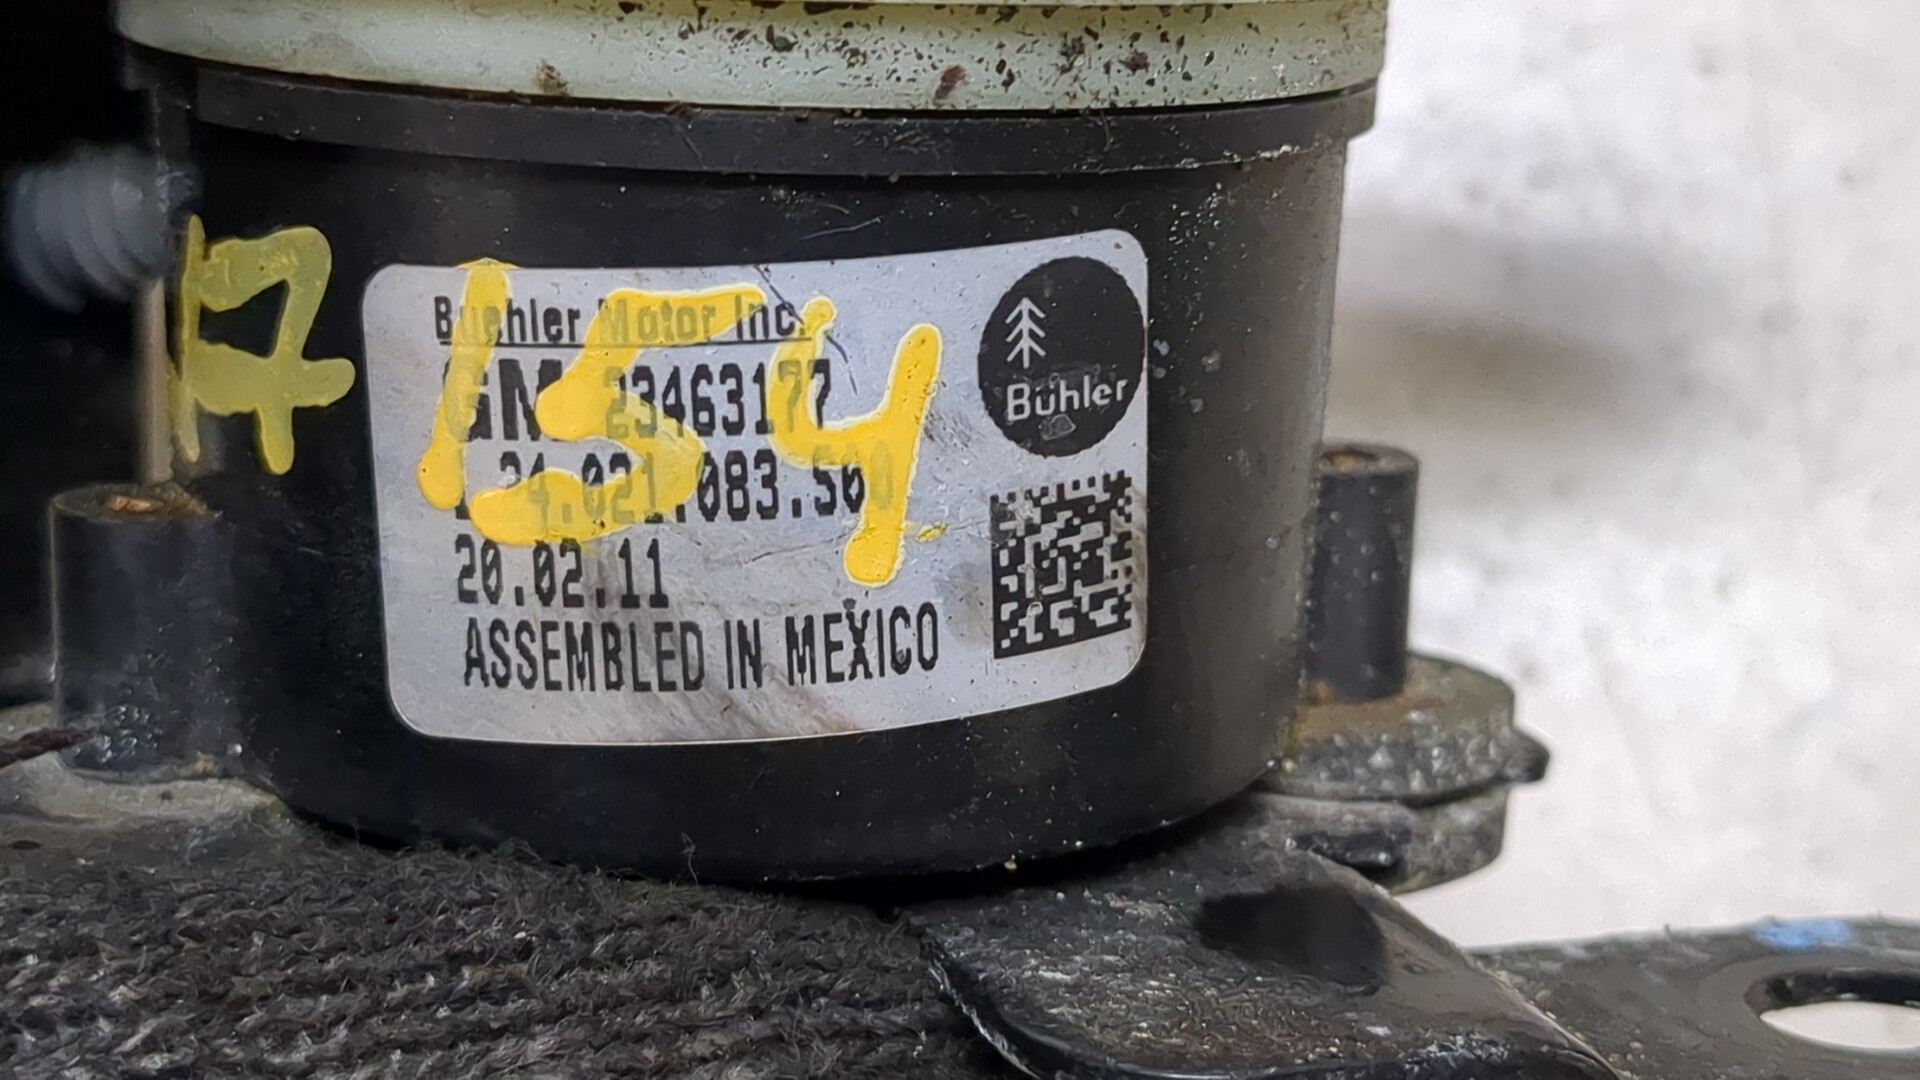 Buehler Motor Inc.
GM 23463177
20.02.11
ASSEMBLED IN MEXICO
Bühler
154